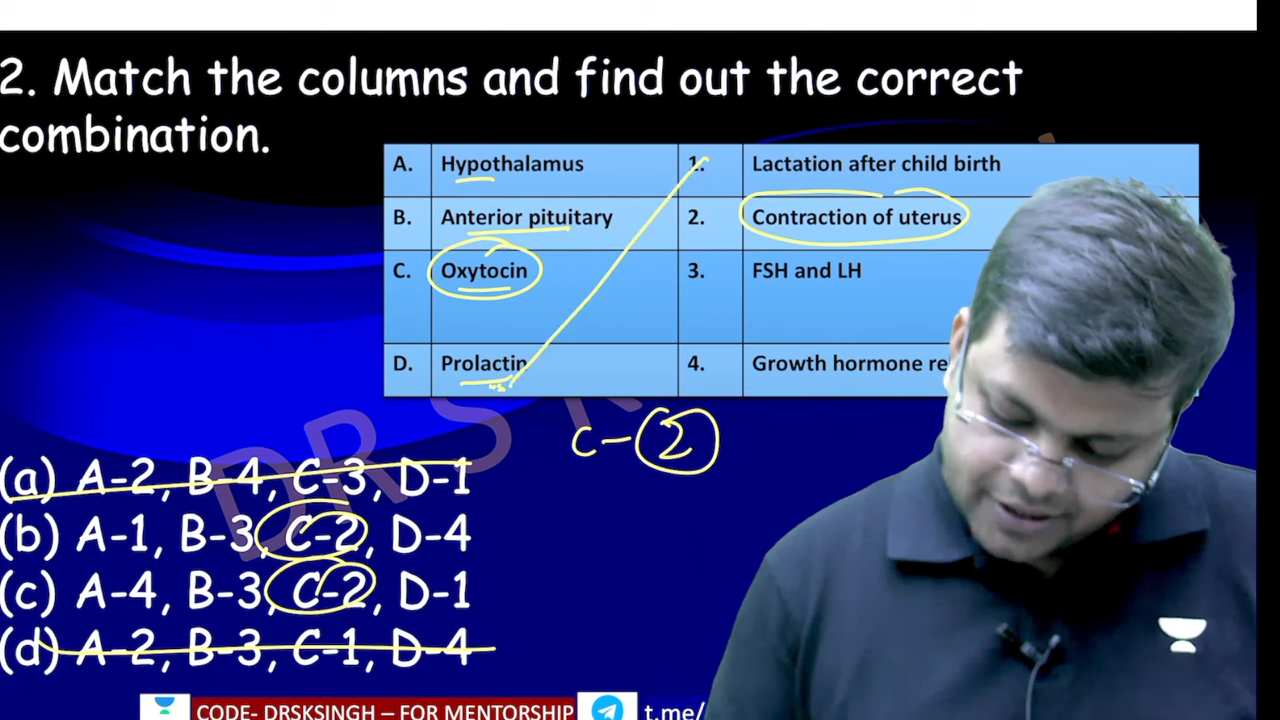 2. Match the columns and find out the correct
combination.
A. Hypothalamus 1. Lactation after child birth
B. Anterior pituitary 2. Contraction of uterus
C. Oxytocin 3. FSH and LH
D. Prolactin 4. Growth hormone re
C-2
DR S K
(a) A-2, B-4, C-3, D-1
(b) A-1, B-3, C-2, D-4
(c) A-4, B-3, C-2, D-1
(d) A-2, B-3, C-1, D-4
CODE- DRSKSINGH – FOR MENTORSHIP t.me/